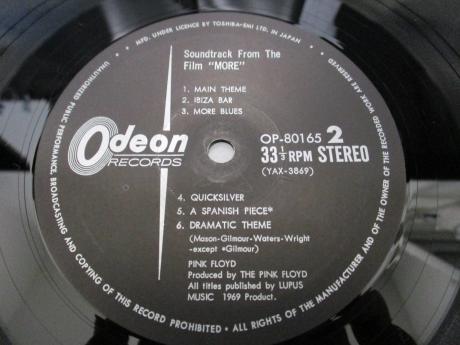 MFD. UNDER LICENCE BY TOSHIBA-EMI LTD. IN JAPAN
Soundtrack From The
Film "MORE"
1. MAIN THEME
2. IBIZA BAR
3. MORE BLUES
Odeon
RECORDS
OP-80165 2
33 1/3 RPM STEREO
(YAX-3869)
4. QUICKSILVER
5. A SPANISH PIECE*
6. DRAMATIC THEME
(Mason-Gilmour-Waters-Wright
-except *Gilmour)
PINK FLOYD
Produced by THE PINK FLOYD
All titles published by LUPUS
MUSIC 1969 Product.
UNAUTHORIZED PUBLIC PERFORMANCE, BROADCASTING AND COPYING OF THIS RECORD PROHIBITED • ALL RIGHTS OF THE MANUFACTURER AND OF THE OWNER OF THE RECORDED WORK ARE RESERVED